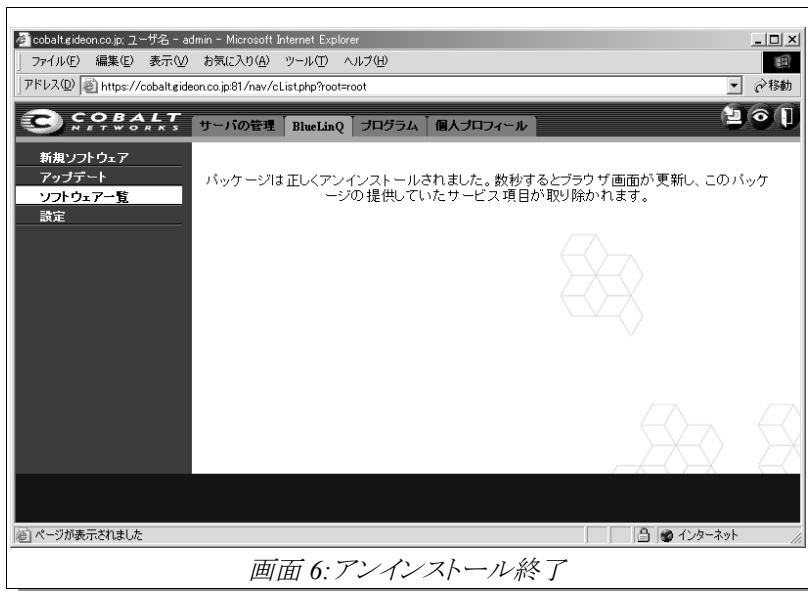 cobalt.gideon.co.jp; ユーザ名 - admin - Microsoft Internet Explorer
ファイル(F) 編集(E) 表示(V) お気に入り(A) ツール(T) ヘルプ(H)
アドレス(D) https://cobalt.gideon.co.jp:81/nav/cList.php?root=root 移動
COBALT
NETWORKS
サーバの管理 BlueLinQ プログラム 個人プロフィール
新規ソフトウェア
アップデート
ソフトウェア一覧
設定
パッケージは正しくアンインストールされました。数秒するとブラウザ画面が更新し、このパッケ
ージの提供していたサービス項目が取り除かれます。
ページが表示されました インターネット
画面 6:アンインストール終了